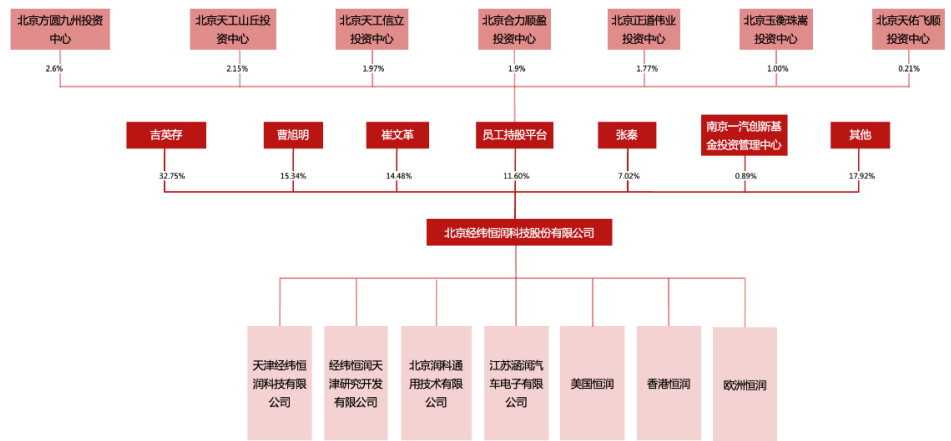 北京方圆九州投资
中心
北京天工山丘投
资中心
北京天工信立
投资中心
北京合力顺盈
投资中心
北京正道伟业
投资中心
北京玉衡珠嵩
投资中心
北京天佑飞顺
投资中心
2.6%
2.15%
1.97%
1.9%
1.77%
1.00%
0.21%
吉英存
曹旭明
崔文革
员工持股平台
张秦
南京一汽创新基
金投资管理中心
其他
32.75%
15.34%
14.48%
11.60%
7.02%
0.89%
17.92%
北京经纬恒润科技股份有限公司
天津经纬恒
润科技有限
公司
经纬恒润天
津研究开发
有限公司
北京润科通
用技术有限
公司
江苏涵润汽
车电子有限
公司
美国恒润
香港恒润
欧洲恒润